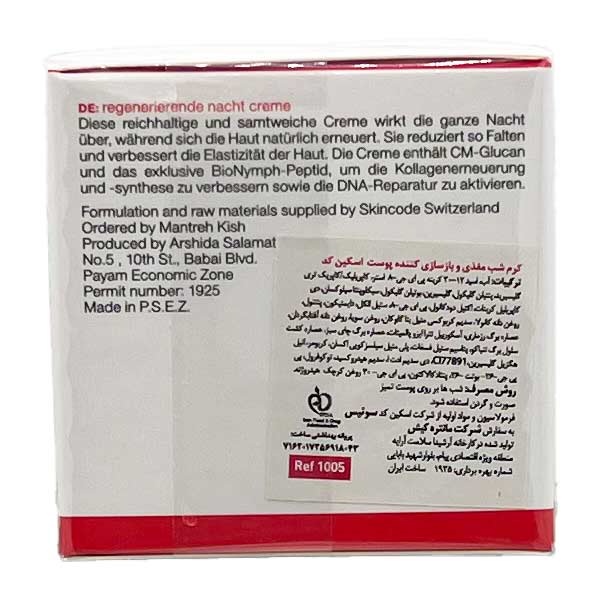 DE: regenerierende nacht creme
Diese reichhaltige und samtweiche Creme wirkt die ganze Nacht
über, während sich die Haut natürlich erneuert. Sie reduziert so Falten
und verbessert die Elastizität der Haut. Die Creme enthält CM-Glucan
und das exklusive BioNymph-Peptid, um die Kollagenerneuerung
und -synthese zu verbessern sowie die DNA-Reparatur zu aktivieren.
Formulation and raw materials supplied by Skincode Switzerland
Ordered by Mantreh Kish
Produced by Arshida Salamat
No.5 , 10th St., Babai Blvd.
Payam Economic Zone
Permit number: 1925
Made in P.S.E.Z.
کرم شب مغذی و بازسازی کننده پوست اسکین کد
روش مصرف: شب ها بر روی پوست تمیز
صورت و گردن استفاده شود.
فرمولاسیون و مواد اولیه از شرکت اسکین کد سوئیس
به سفارش شرکت مانتره کیش
تولید شده در کارخانه آرشیدا سلامت آرایه
منطقه ویژه اقتصادی پیام، بلوار شهید بابایی
شماره بهره برداری: ۱۹۲۵ ساخت ایران
پروانه بهداشتی ساخت:
Ref 1005